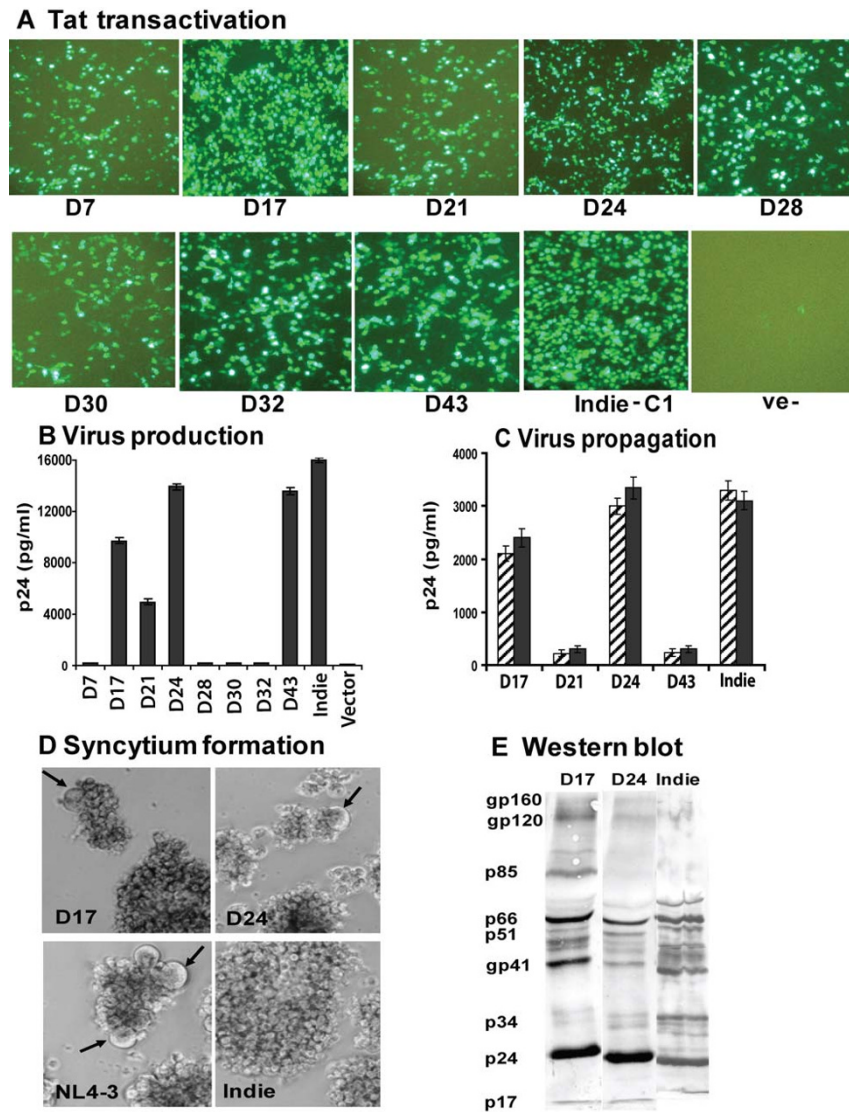 A Tat transactivation
D7 D17 D21 D24 D28
D30 D32 D43 Indie-C1 ve-
B Virus production
p24 (pg/ml)
16000
12000
8000
4000
0
D7 D17 D21 D24 D28 D30 D32 D43 Indie Vector
C Virus propagation
p24 (pg/ml)
4000
3000
2000
1000
0
D17 D21 D24 D43 Indie
D Syncytium formation
D17 D24
NL4-3 Indie
E Western blot
D17 D24 Indie
gp160
gp120
p85
p66
p51
gp41
p34
p24
p17